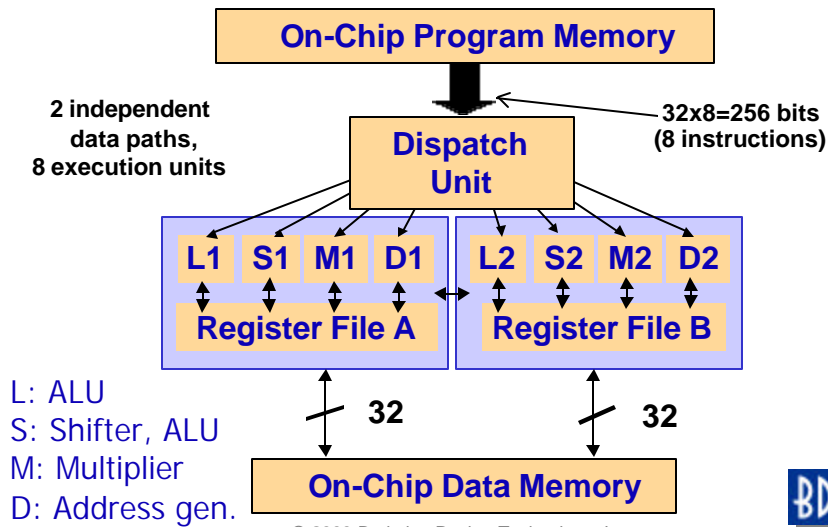 On-Chip Program Memory
2 independent
data paths,
8 execution units
32x8=256 bits
(8 instructions)
Dispatch
Unit
L1 S1 M1 D1 L2 S2 M2 D2
Register File A Register File B
32 32
L: ALU
S: Shifter, ALU
M: Multiplier
D: Address gen.
On-Chip Data Memory
BD